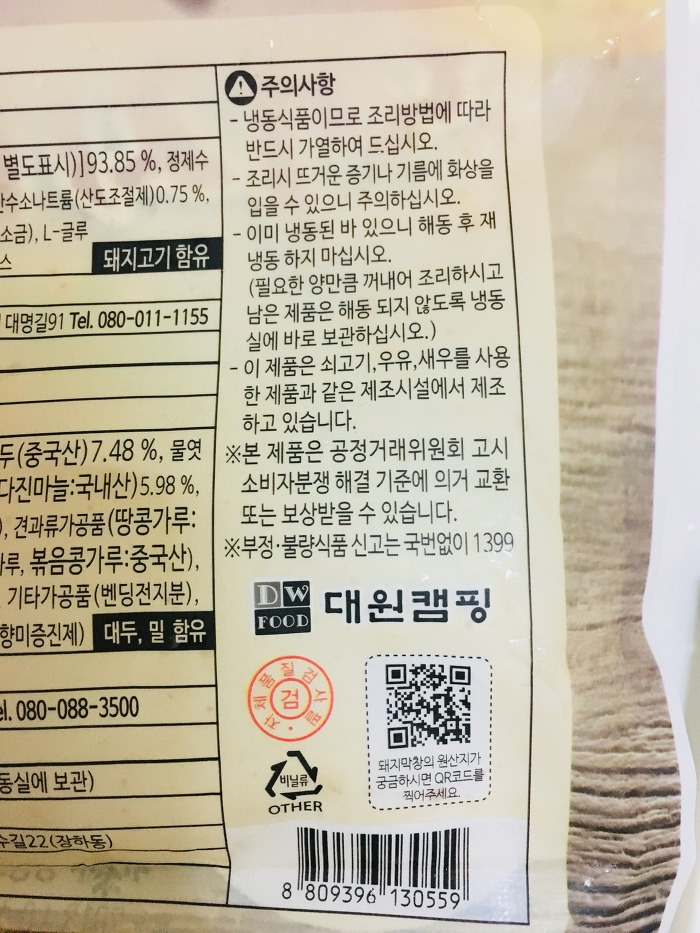 별도표시)] 93.85 %, 정제수
산수소나트륨(산도조절제)0.75 %,
소금), L-글루
스
돼지고기 함유
대명길91 Tel. 080-011-1155
두(중국산) 7.48 %, 물엿
다진마늘:국내산) 5.98 %,
), 견과류가공품(땅콩가루:
가루, 볶음콩가루:중국산),
기타가공품(벤딩전지분),
향미증진제)
대두, 밀 함유
el. 080-088-3500
동실에 보관)
수길22(장하동)
주의사항
- 냉동식품이므로 조리방법에 따라
반드시 가열하여 드십시오.
- 조리시 뜨거운 증기나 기름에 화상을
입을 수 있으니 주의하십시오.
- 이미 냉동된 바 있으니 해동 후 재
냉동 하지 마십시오.
(필요한 양만큼 꺼내어 조리하시고
남은 제품은 해동 되지 않도록 냉동
실에 바로 보관하십시오.)
- 이 제품은 쇠고기,우유,새우를 사용
한 제품과 같은 제조시설에서 제조
하고 있습니다.
※본 제품은 공정거래위원회 고시
소비자분쟁 해결 기준에 의거 교환
또는 보상받을 수 있습니다.
※부정·불량식품 신고는 국번없이 1399
DW
FOOD
대원캠핑
자체품질검사필
검
돼지막창의 원산지가
궁금하시면 QR코드를
찍어주세요.
비닐류
OTHER
8 809396 130559